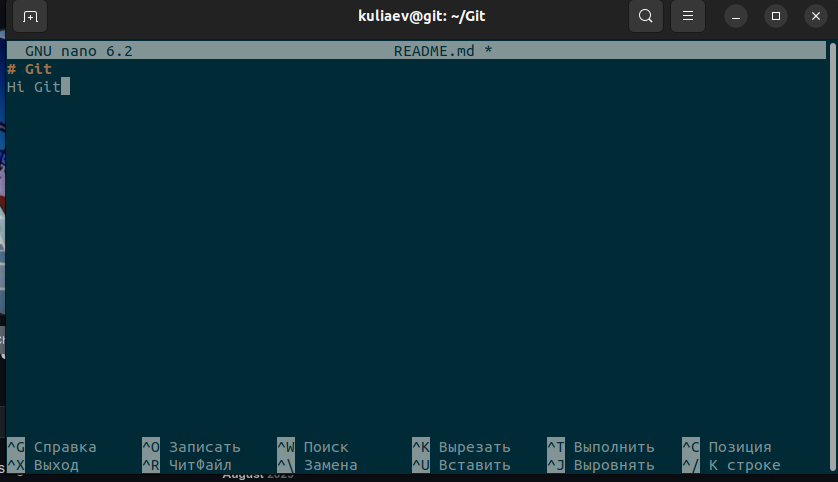 kuliaev@git: ~/Git
GNU nano 6.2 README.md *
# Git
Hi Git
^G Справка ^O Записать ^W Поиск ^K Вырезать ^T Выполнить ^C Позиция
^X Выход ^R ЧитФайл ^\ Замена ^U Вставить ^J Выровнять ^/ К строке
August 2023